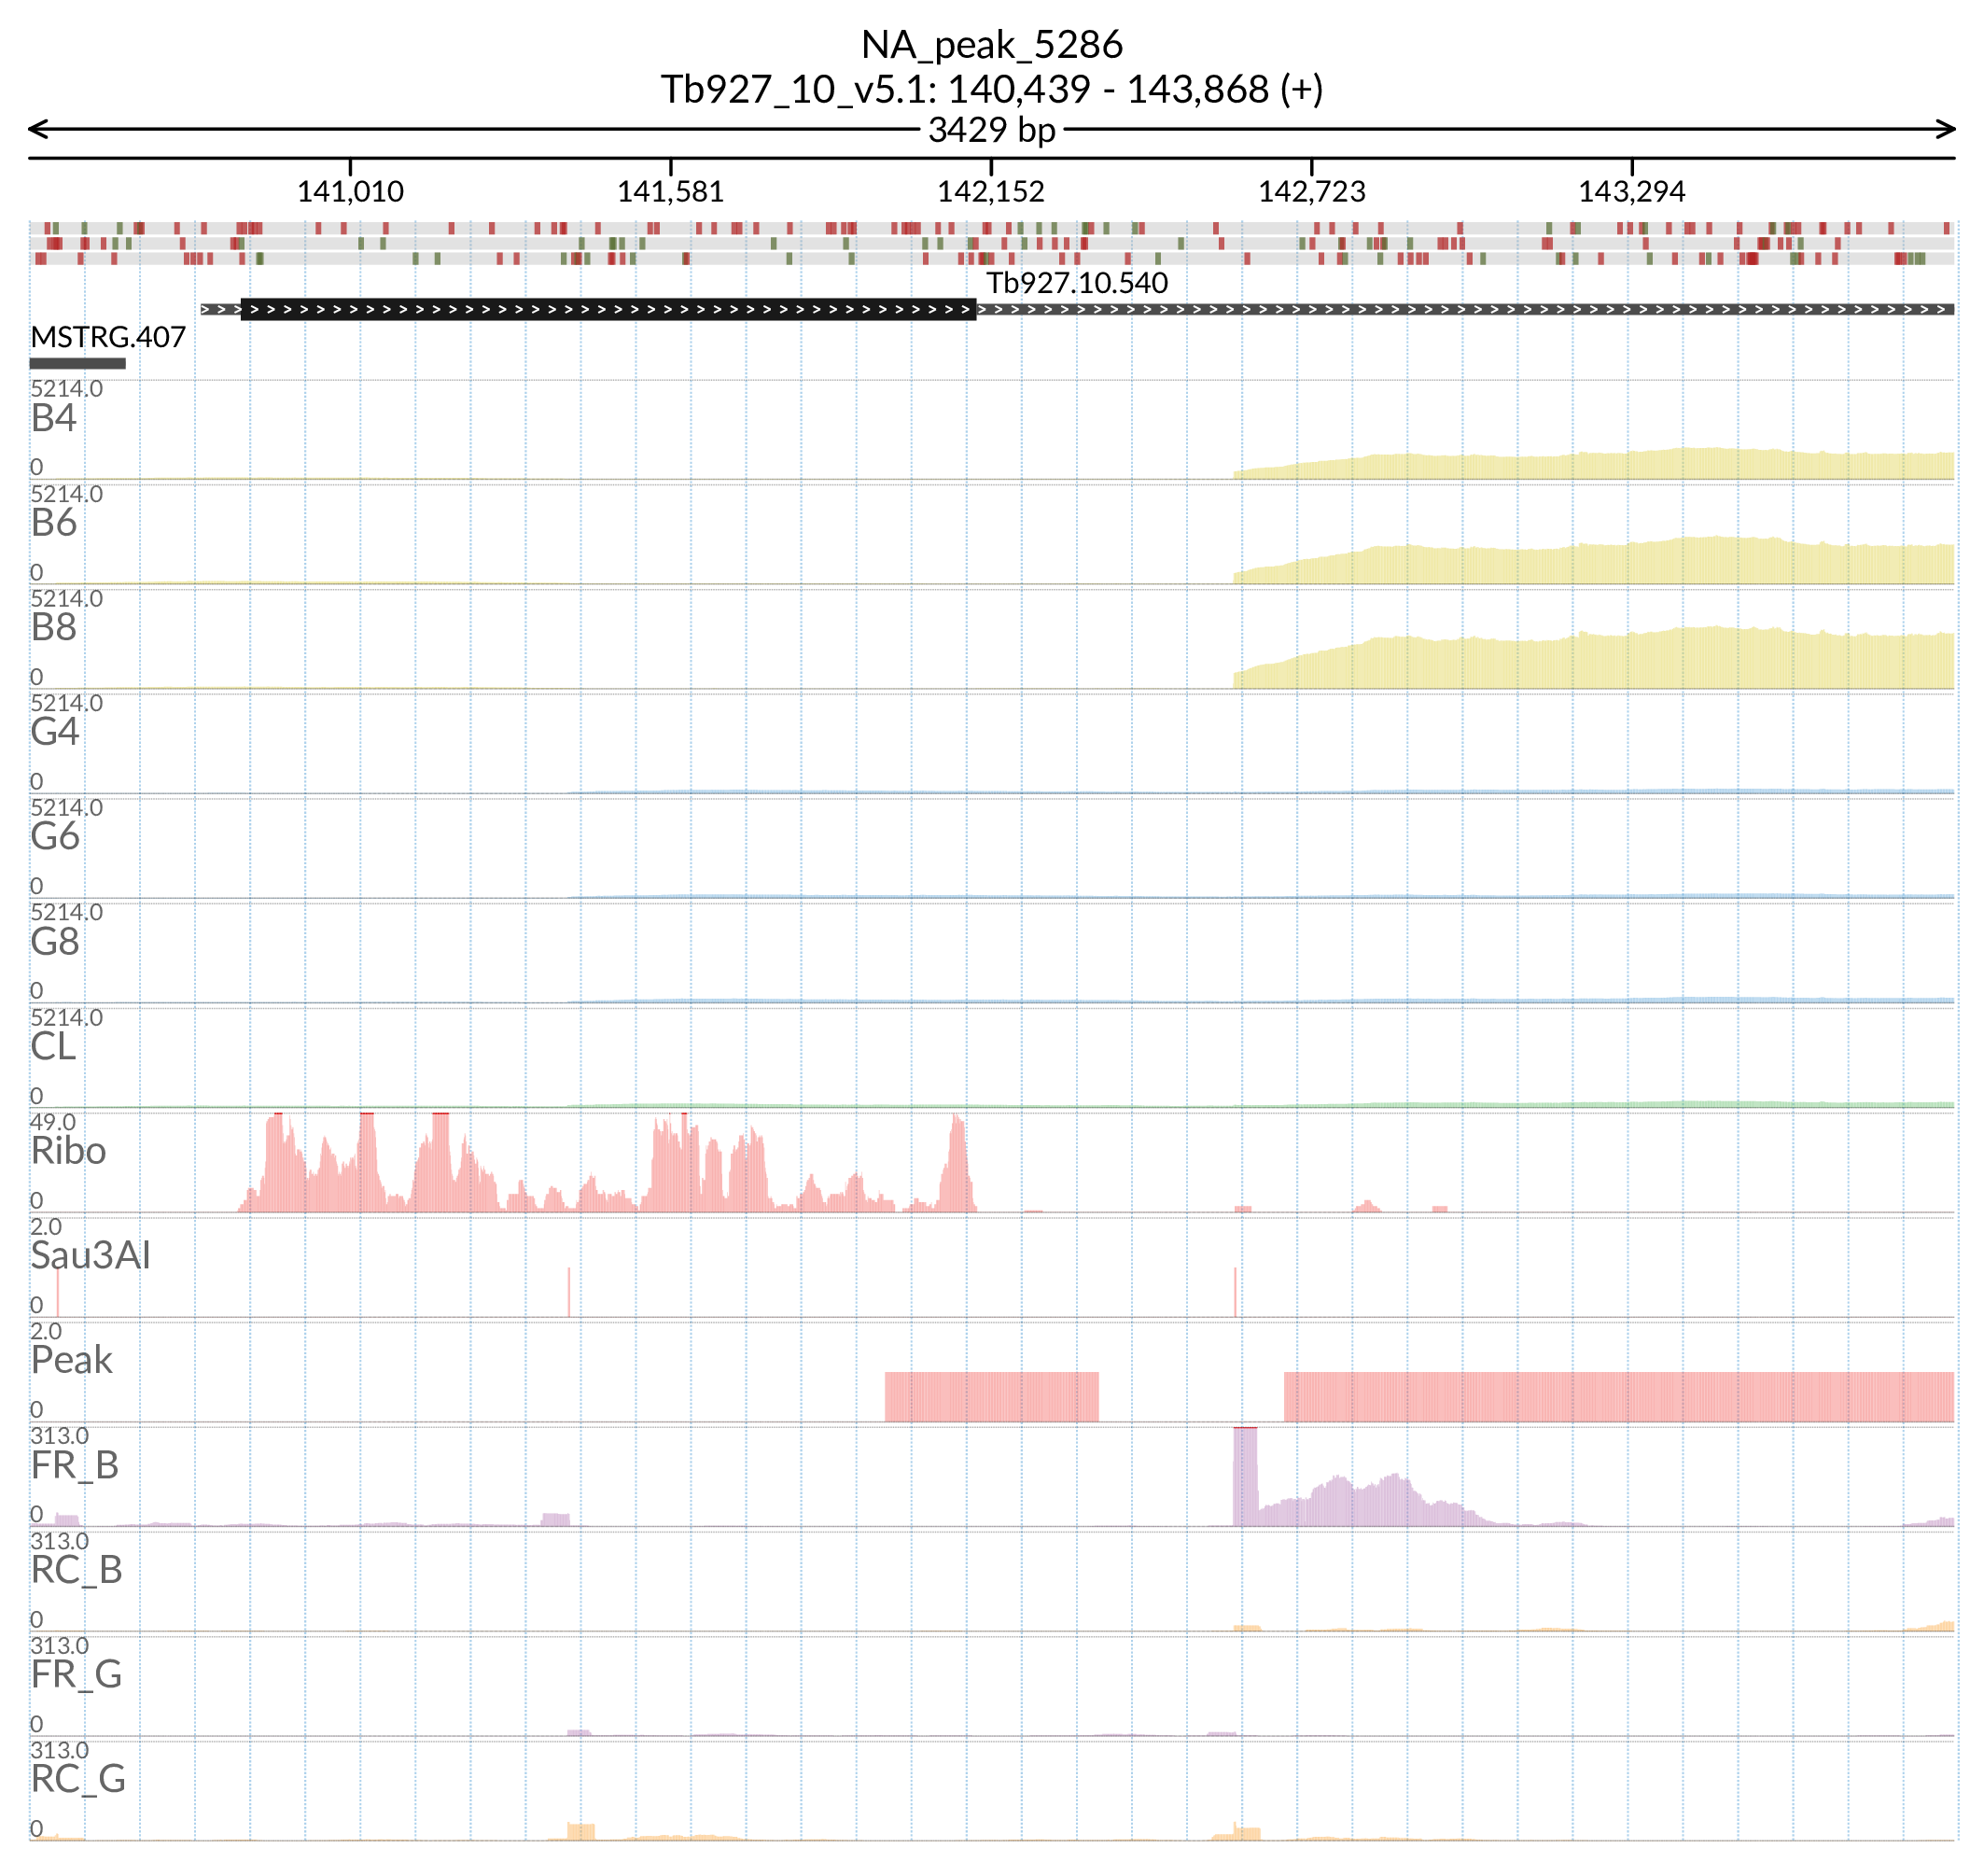 NA_peak_5286
Tb927_10_v5.1: 140,439 - 143,868 (+)
3429 bp
141,010 141,581 142,152 142,723 143,294
Tb927.10.540
MSTRG.407
5214.0
B4
0
5214.0
B6
0
5214.0
B8
0
5214.0
G4
0
5214.0
G6
0
5214.0
G8
0
5214.0
CL
0
49.0
Ribo
0
2.0
Sau3AI
0
2.0
Peak
0
313.0
FR_B
0
313.0
RC_B
0
313.0
FR_G
0
313.0
RC_G
0